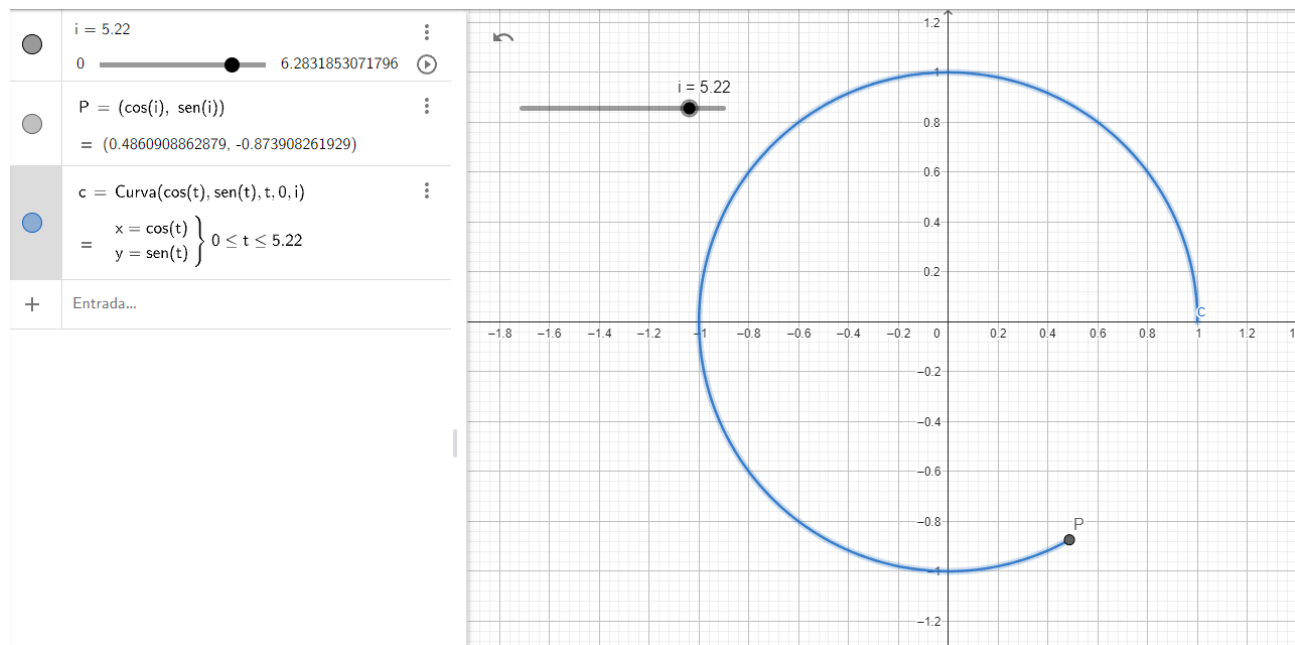 i = 5.22
0 6.2831853071796
P = (cos(i), sen(i))
= (0.4860908862879, -0.873908261929)
c = Curva(cos(t), sen(t), t, 0, i)
x = cos(t)
= } 0 ≤ t ≤ 5.22
y = sen(t)
+ Entrada...
i = 5.22
1.2
1
0.8
0.6
0.4
0.2
c
−1.8 −1.6 −1.4 −1.2 −1 −0.8 −0.6 −0.4 −0.2 0 0.2 0.4 0.6 0.8 1 1.2 1
−0.2
−0.4
−0.6
−0.8
P
−1
−1.2